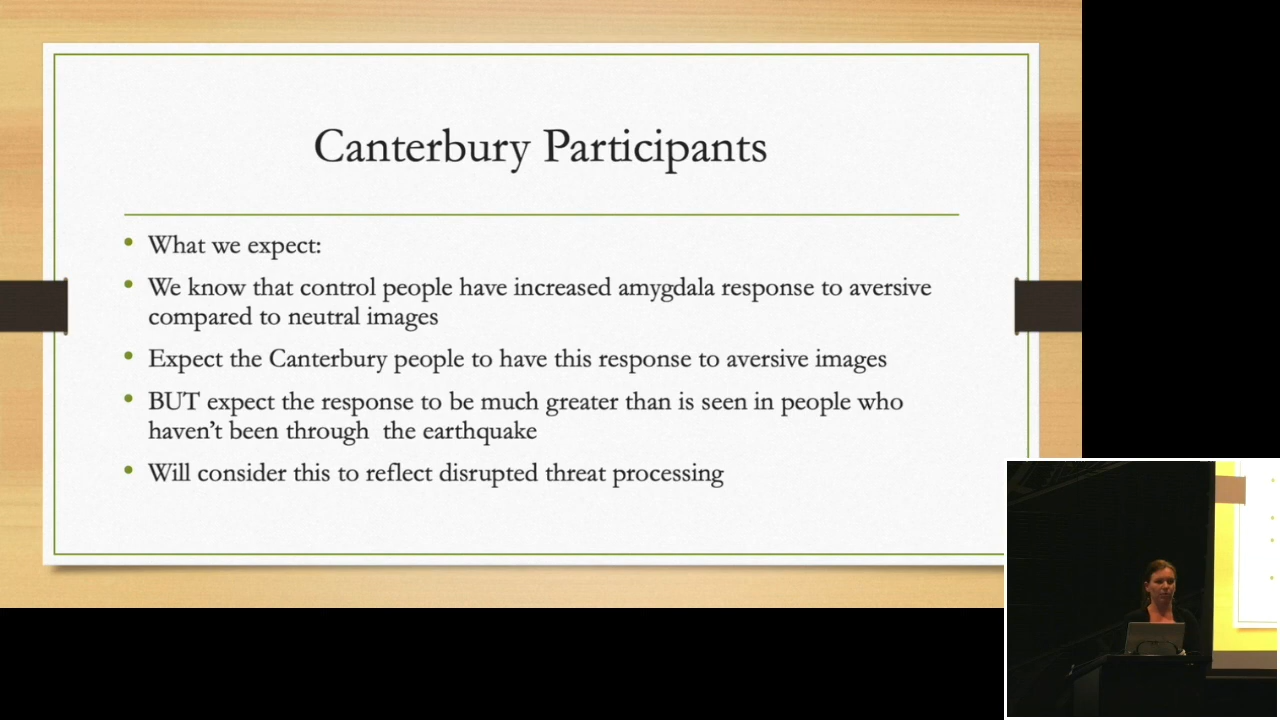 Canterbury Participants
What we expect:
We know that control people have increased amygdala response to aversive
compared to neutral images
Expect the Canterbury people to have this response to aversive images
BUT expect the response to be much greater than is seen in people who
haven’t been through  the earthquake
Will consider this to reflect disrupted threat processing